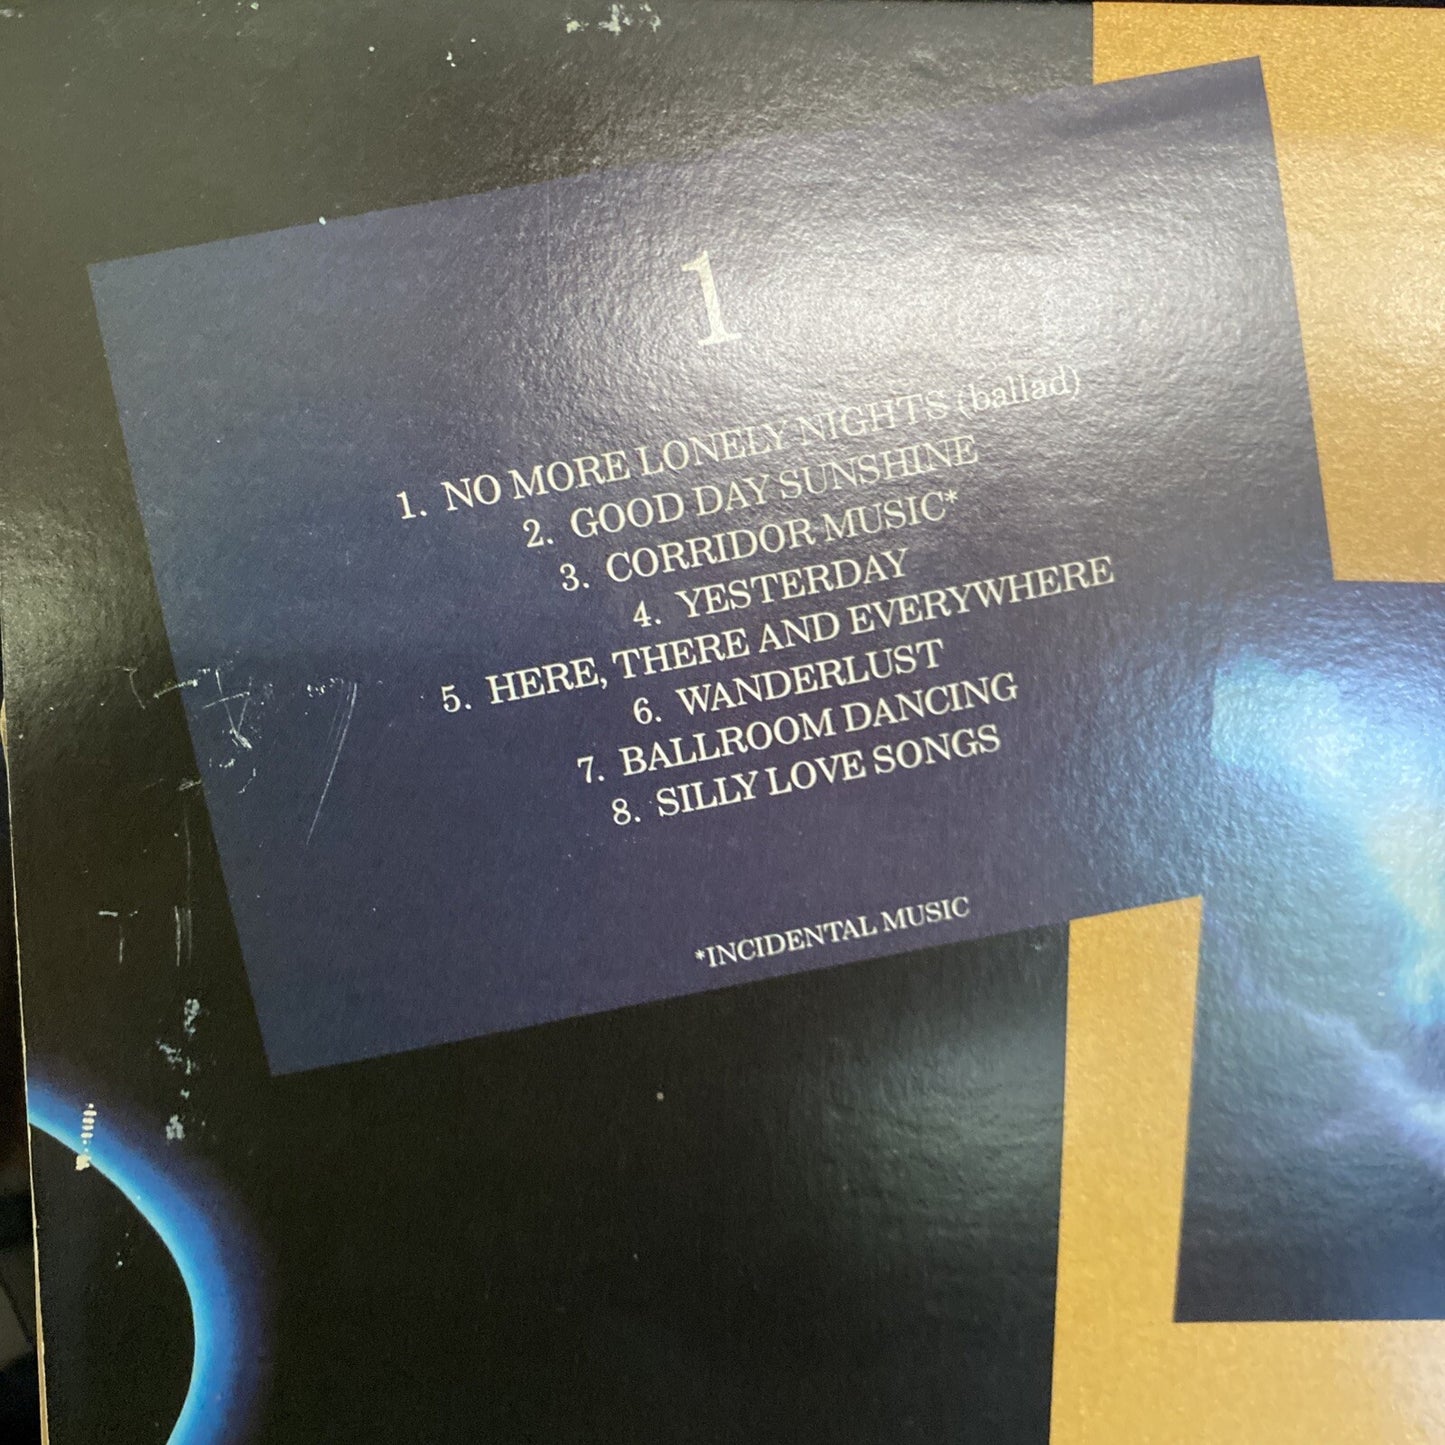 1
1. NO MORE LONELY NIGHTS (ballad)
2. GOOD DAY SUNSHINE
3. CORRIDOR MUSIC*
4. YESTERDAY
5. HERE, THERE AND EVERYWHERE
6. WANDERLUST
7. BALLROOM DANCING
8. SILLY LOVE SONGS
*INCIDENTAL MUSIC